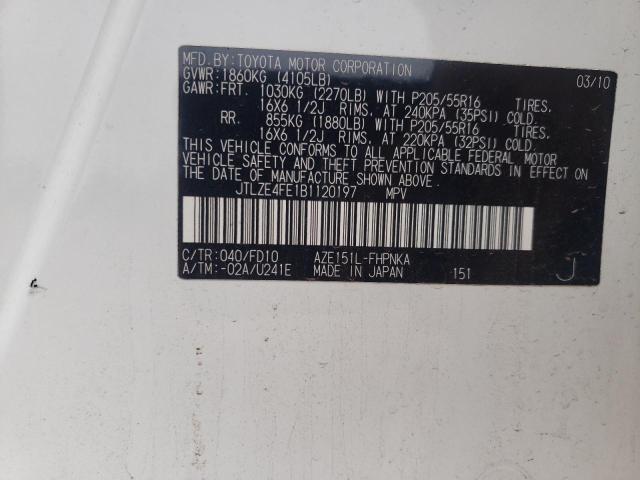 MFD.BY:TOYOTA MOTOR CORPORATION 03/10
GVWR:1860KG (4105LB)
GAWR:FRT. 1030KG (2270LB) WITH P205/55R16 TIRES,
16X6 1/2J RIMS, AT 240KPA (35PSI) COLD.
RR. 855KG (1880LB) WITH P205/55R16 TIRES,
16X6 1/2J RIMS, AT 220KPA (32PSI) COLD.
THIS VEHICLE CONFORMS TO ALL APPLICABLE FEDERAL MOTOR
VEHICLE SAFETY AND THEFT PREVENTION STANDARDS IN EFFECT ON
THE DATE OF MANUFACTURE SHOWN ABOVE.
JTLZE4FE1B1120197 MPV
C/TR:040/FD10 AZE151L-FHPNKA
A/TM:-02A/U241E MADE IN JAPAN 151 J